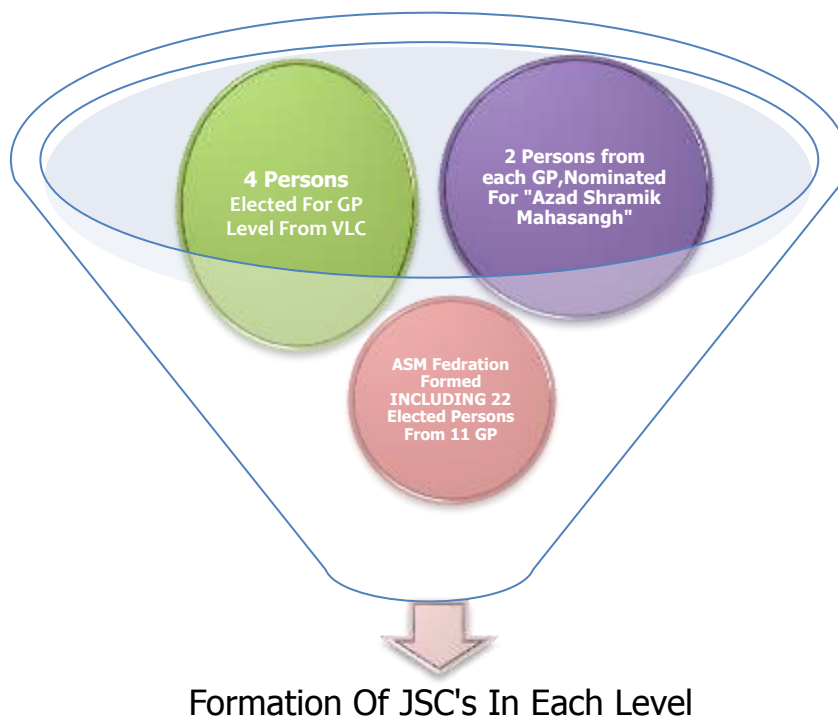 4 Persons
Elected For GP
Level From VLC
2 Persons from
each GP,Nominated
For "Azad Shramik
Mahasangh"
ASM Fedration
Formed
INCLUDING 22
Elected Persons
From 11 GP
Formation Of JSC's In Each Level